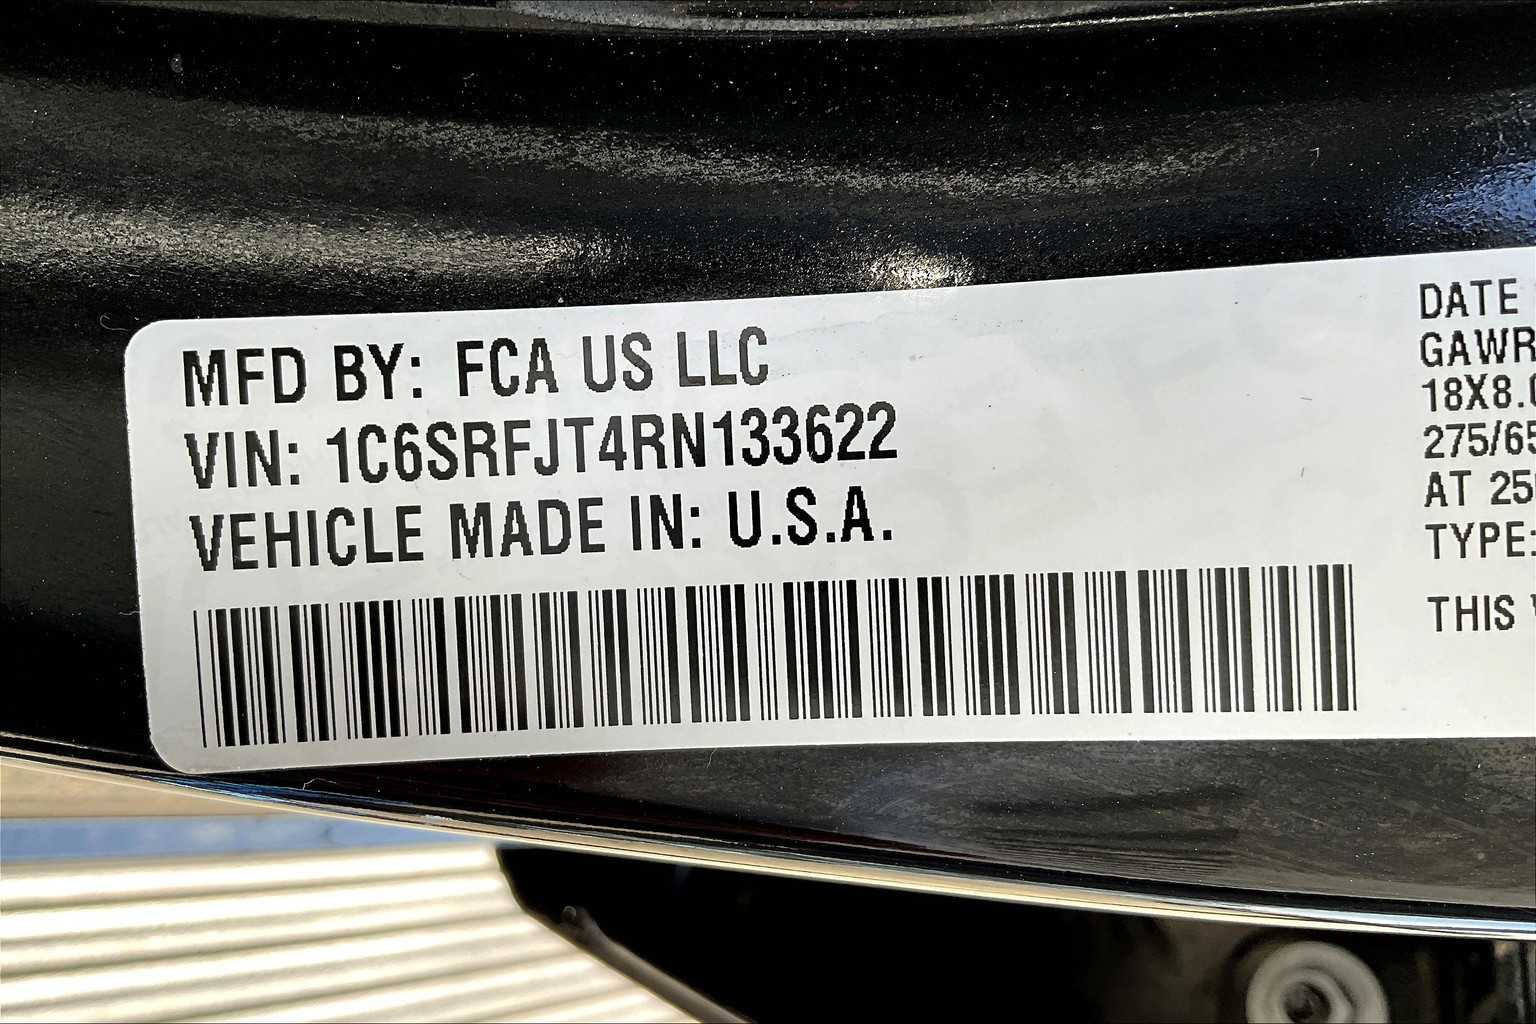 MFD BY: FCA US LLC
VIN: 1C6SRFJT4RN133622
VEHICLE MADE IN: U.S.A.
DATE
GAWR
18X8.0
275/65
AT 25
TYPE:
THIS